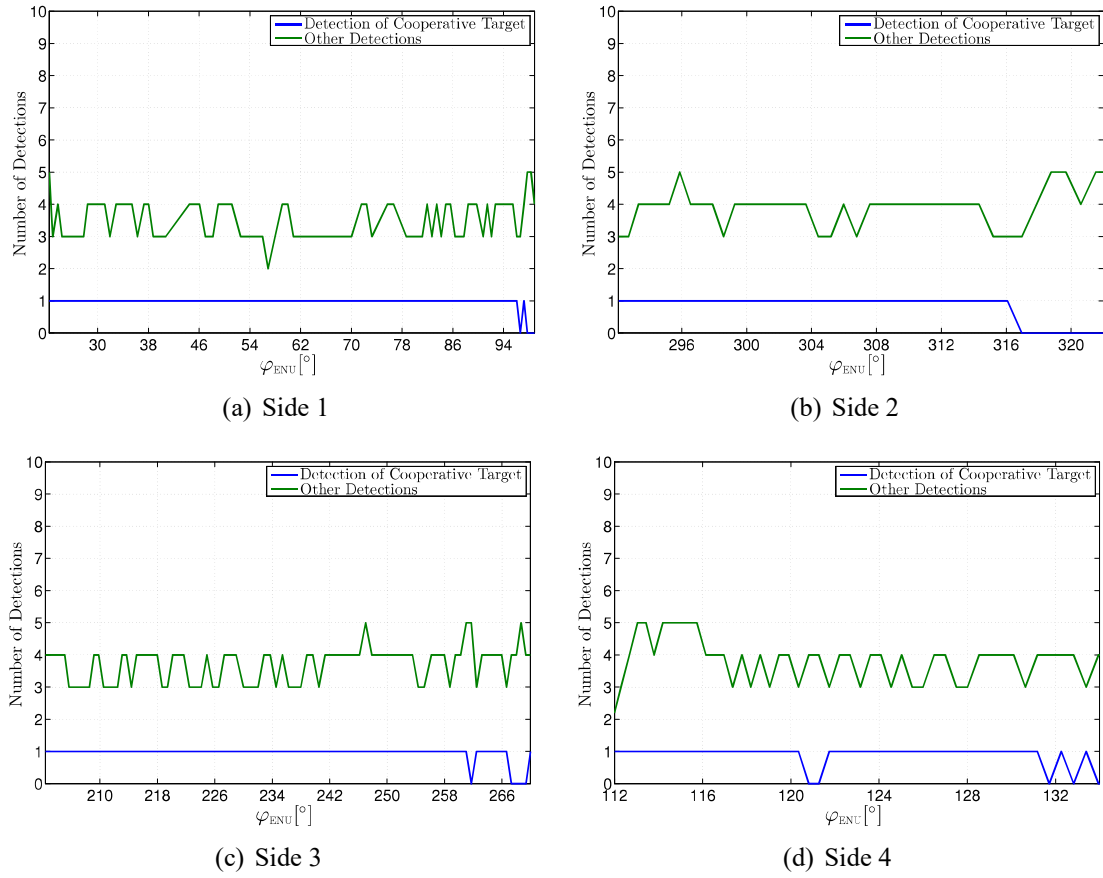 Detection of Cooperative Target
Other Detections
10
9
8
7
6
5
4
3
2
1
0
Number of Detections
30 38 46 54 62 70 78 86 94
φENU[°]
(a) Side 1
Detection of Cooperative Target
Other Detections
10
9
8
7
6
5
4
3
2
1
0
Number of Detections
296 300 304 308 312 316 320
φENU[°]
(b) Side 2
Detection of Cooperative Target
Other Detections
10
9
8
7
6
5
4
3
2
1
0
Number of Detections
210 218 226 234 242 250 258 266
φENU[°]
(c) Side 3
Detection of Cooperative Target
Other Detections
10
9
8
7
6
5
4
3
2
1
0
Number of Detections
112 116 120 124 128 132
φENU[°]
(d) Side 4